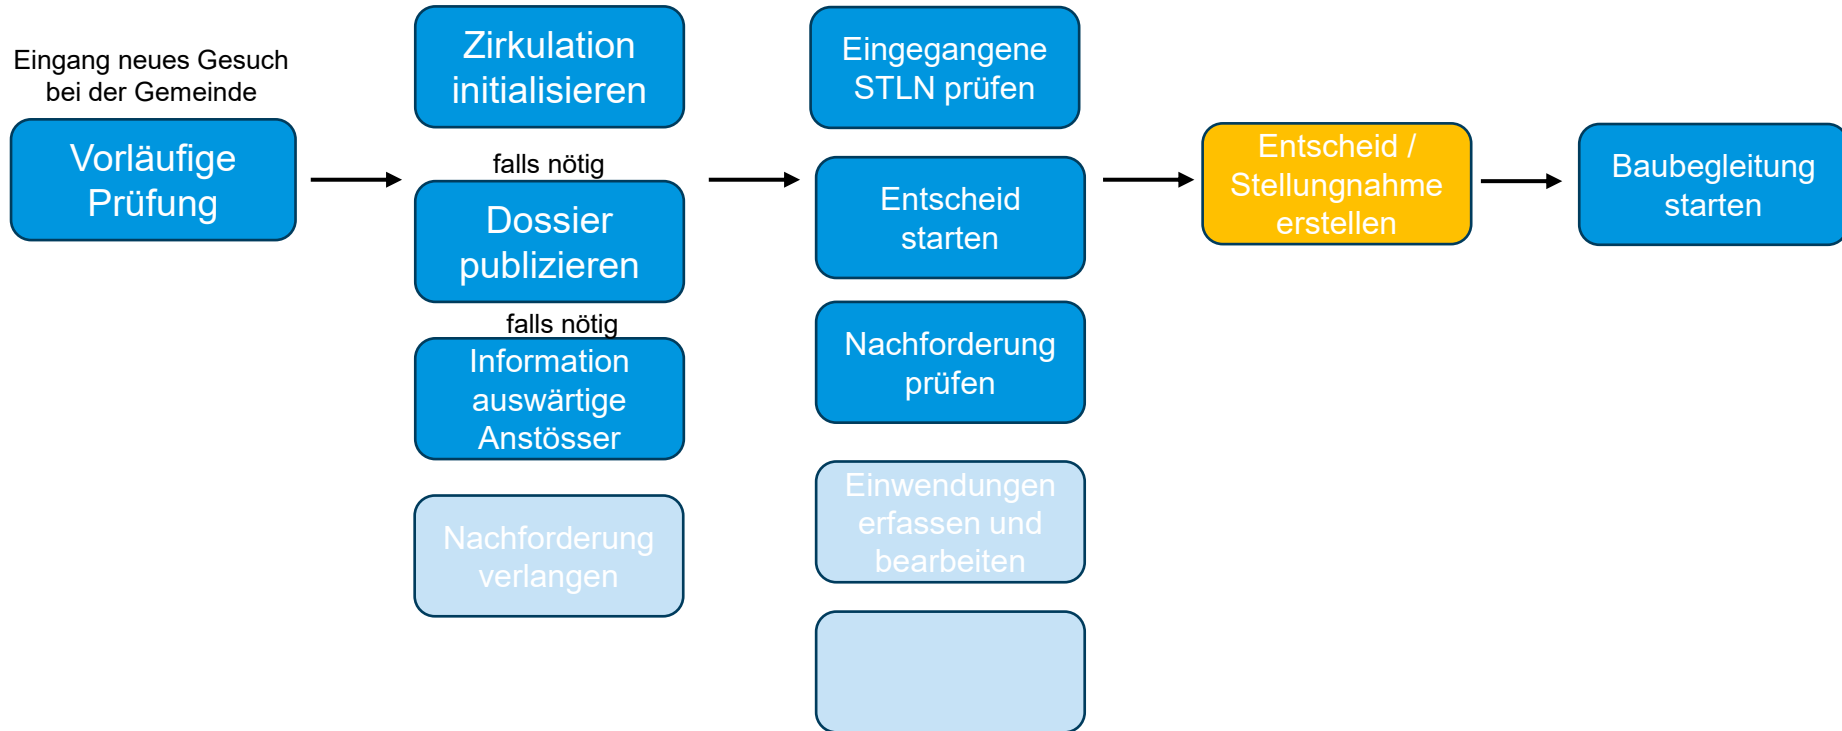 Eingang neues Gesuch
bei der Gemeinde
Vorläufige
Prüfung
Zirkulation
initialisieren
falls nötig
Dossier
publizieren
falls nötig
Information
auswärtige
Anstösser
Nachforderung
verlangen
Eingegangene
STLN prüfen
Entscheid
starten
Nachforderung
prüfen
Einwendungen
erfassen und
bearbeiten
Entscheid /
Stellungnahme
erstellen
Baubegleitung
starten